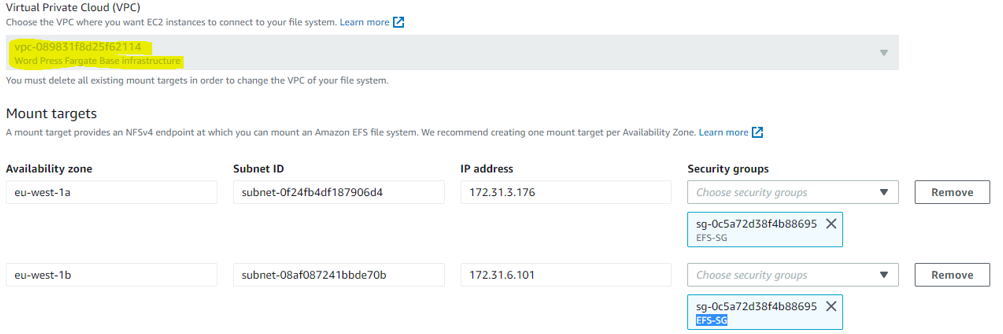 Virtual Private Cloud (VPC)
Choose the VPC where you want EC2 instances to connect to your file system. Learn more
vpc-089831f8d25f62114
Word Press Fargate Base infrastructure
You must delete all existing mount targets in order to change the VPC of your file system.
Mount targets
A mount target provides an NFSv4 endpoint at which you can mount an Amazon EFS file system. We recommend creating one mount target per Availability Zone. Learn more
Availability zone Subnet ID IP address Security groups
eu-west-1a subnet-0f24fb4df187906d4 172.31.3.176 Choose security groups Remove
sg-0c5a72d38f4b88695
EFS-SG
eu-west-1b subnet-08af087241bbde70b 172.31.6.101 Choose security groups Remove
sg-0c5a72d38f4b88695
EFS-SG